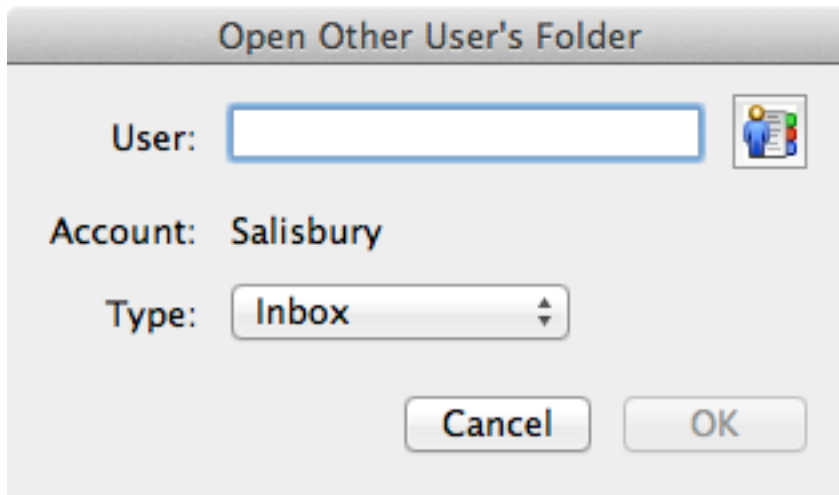 Open Other User's Folder
User:
Account: Salisbury
Type: Inbox
Cancel OK